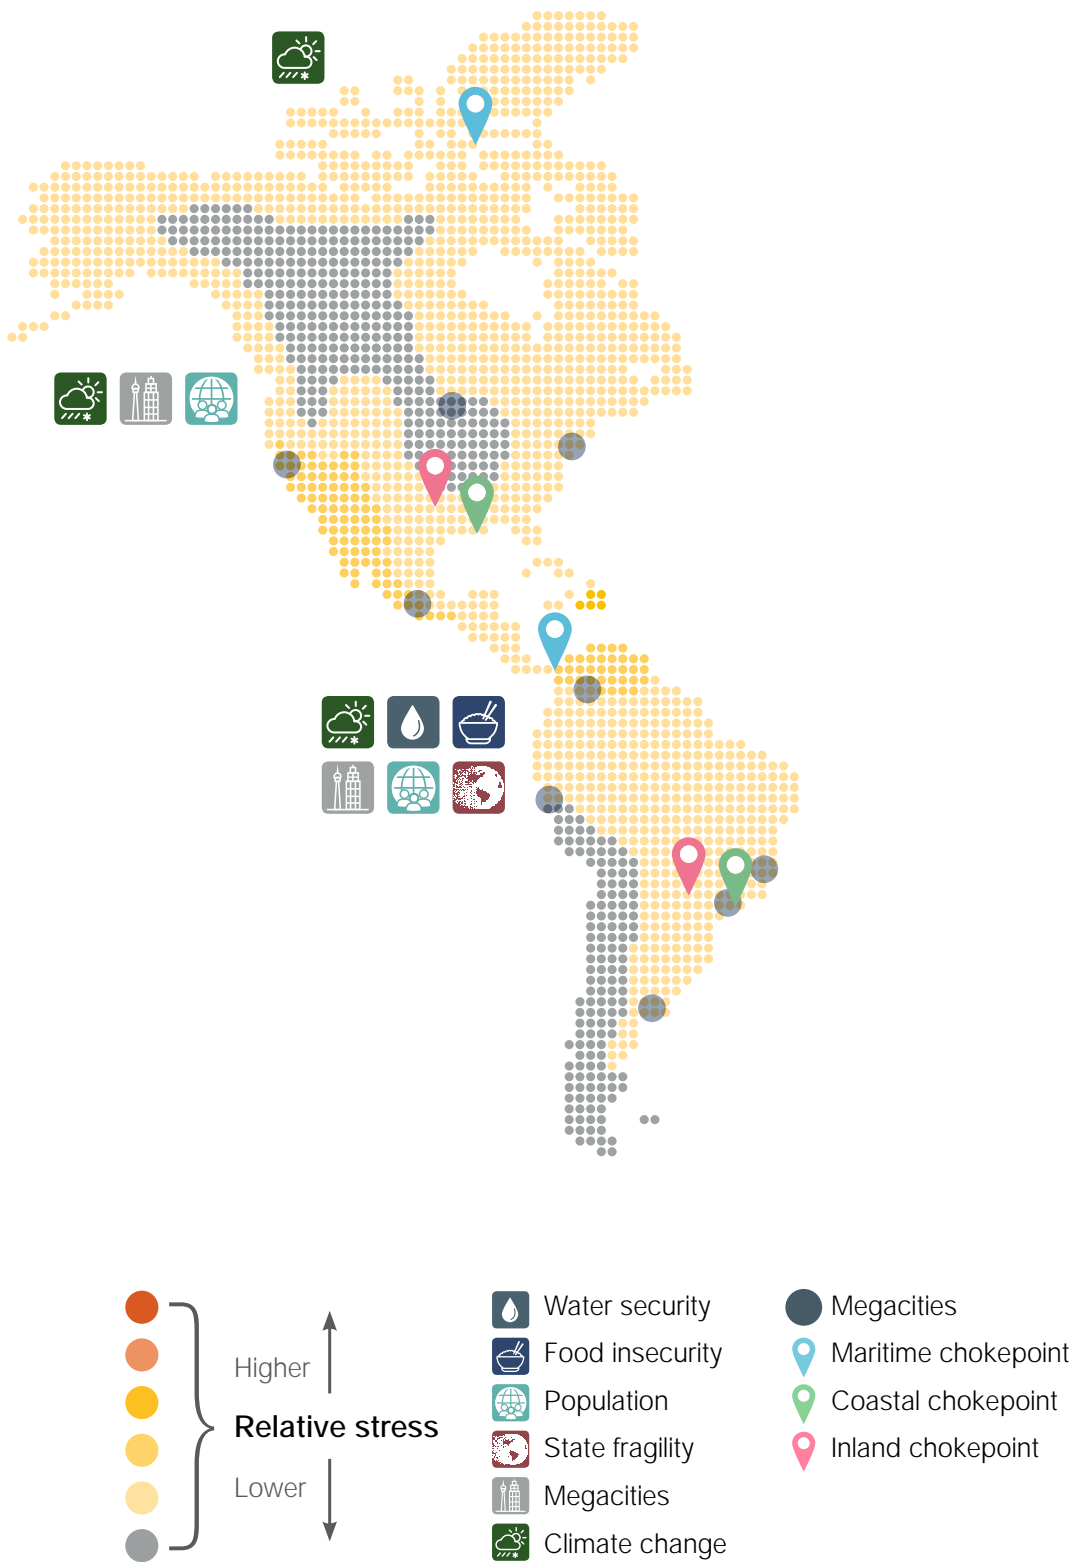 Higher
Relative stress
Lower
Water security
Food insecurity
Population
State fragility
Megacities
Climate change
Megacities
Maritime chokepoint
Coastal chokepoint
Inland chokepoint